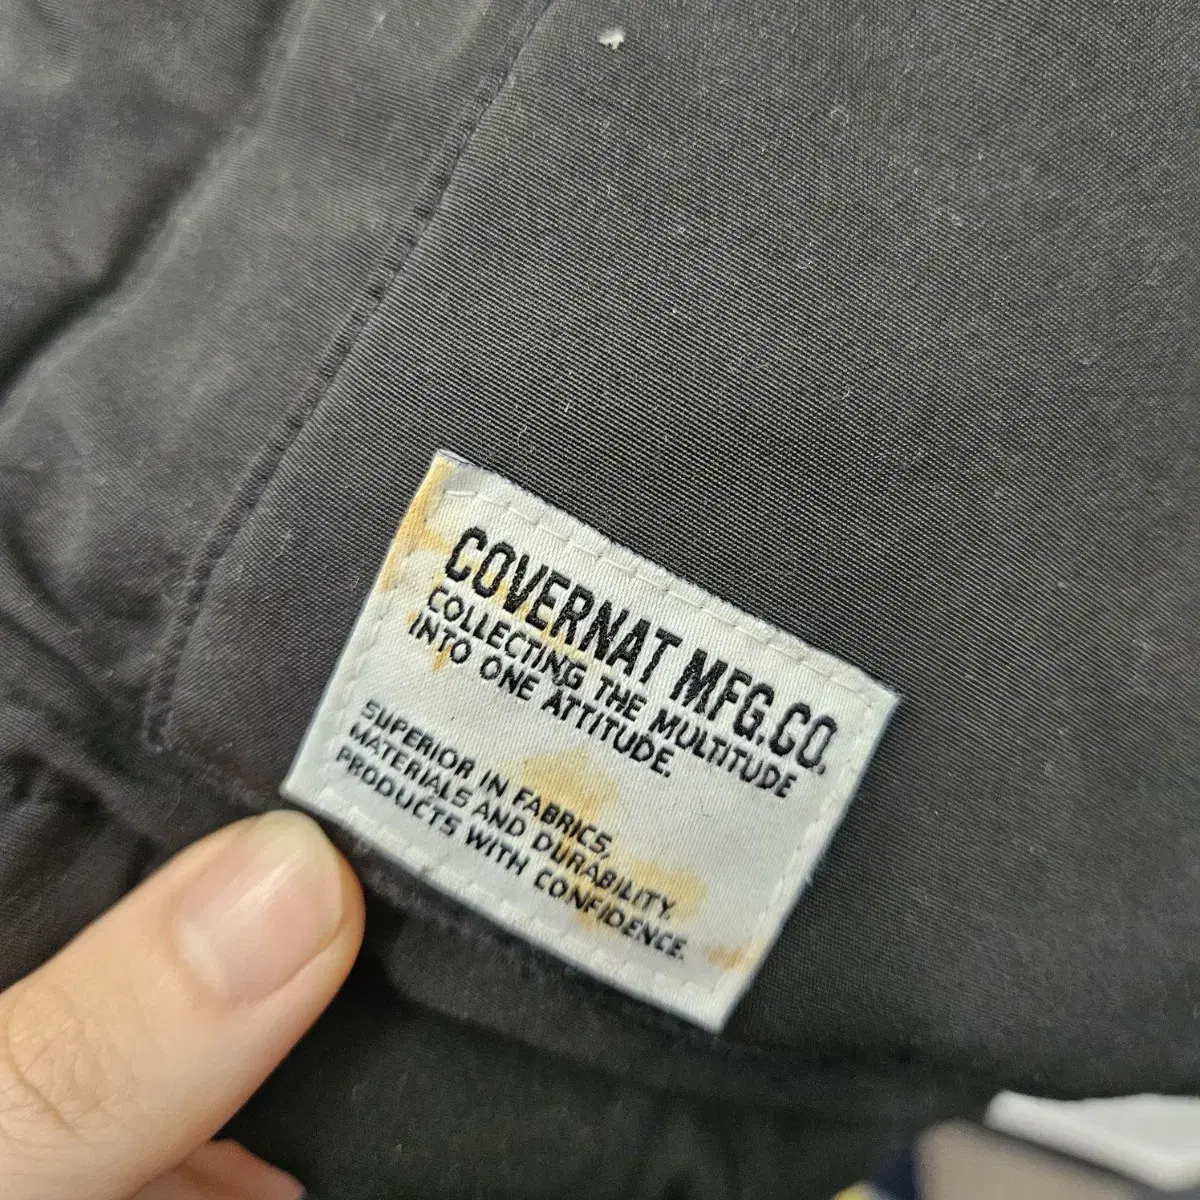 COVERNAT MFG.CO.
COLLECTING THE MULTITUDE
INTO ONE ATTITUDE.
SUPERIOR IN FABRICS,
MATERIALS AND DURABILITY.
PRODUCTS WITH CONFIDENCE.